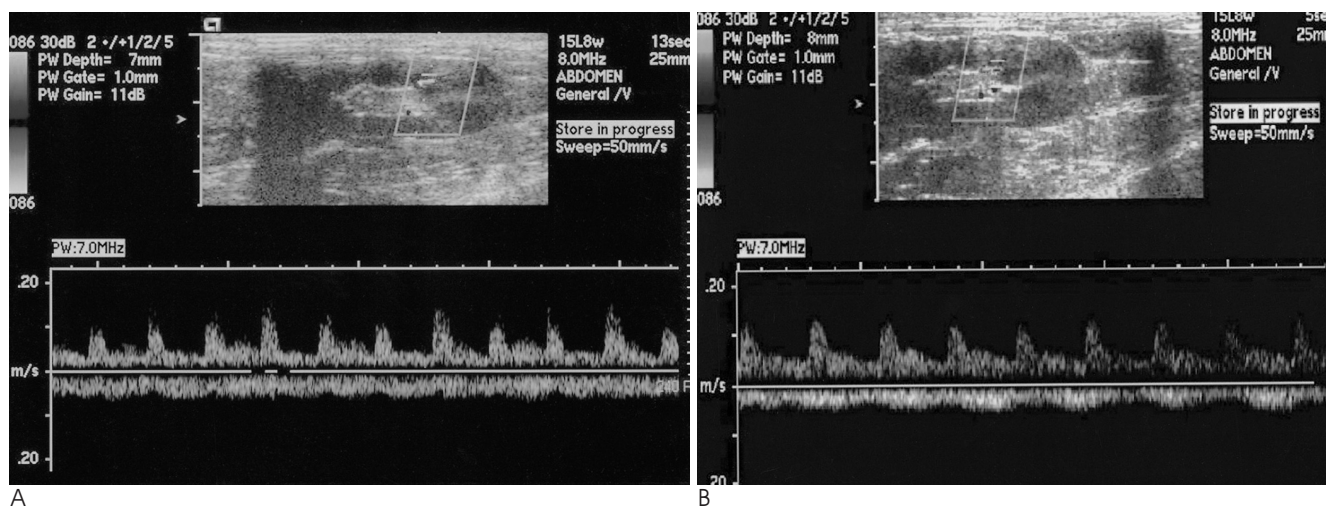 086 30dB 2 •/+1/2/5
PW Depth= 7mm
PW Gate= 1.0mm
PW Gain= 11dB
086
15L8w 13sec
8.0MHz 25mm
ABDOMEN
General /V
Store in progress
Sweep=50mm/s
PW:7.0MHz
.20
m/s
.20
A
086 30dB 2 •/+1/2/5
PW Depth= 8mm
PW Gate= 1.0mm
PW Gain= 11dB
086
15L8w 5sec
8.0MHz 25mm
ABDOMEN
General /V
Store in progress
Sweep=50mm/s
PW:7.0MHz
.20
m/s
.20
B